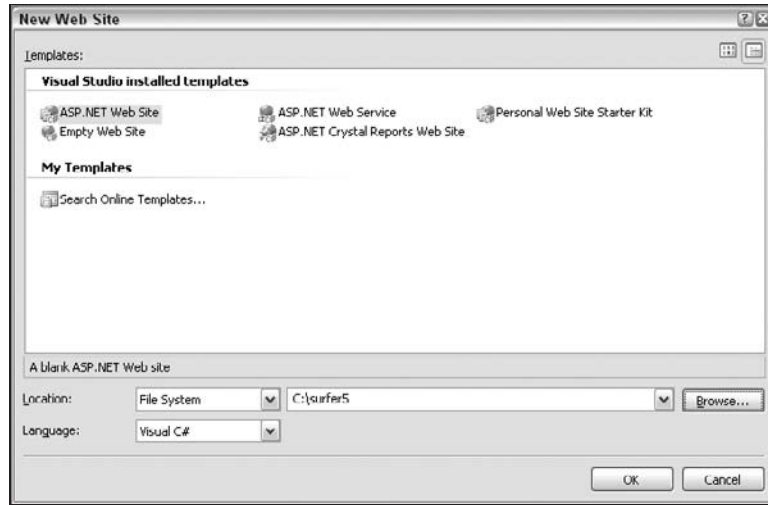 New Web Site
Templates:
Visual Studio installed templates
ASP.NET Web Site
ASP.NET Web Service
Personal Web Site Starter Kit
Empty Web Site
ASP.NET Crystal Reports Web Site
My Templates
Search Online Templates...
A blank ASP.NET Web site
Location:
File System
C:\surfer5
Browse...
Language:
Visual C#
OK
Cancel